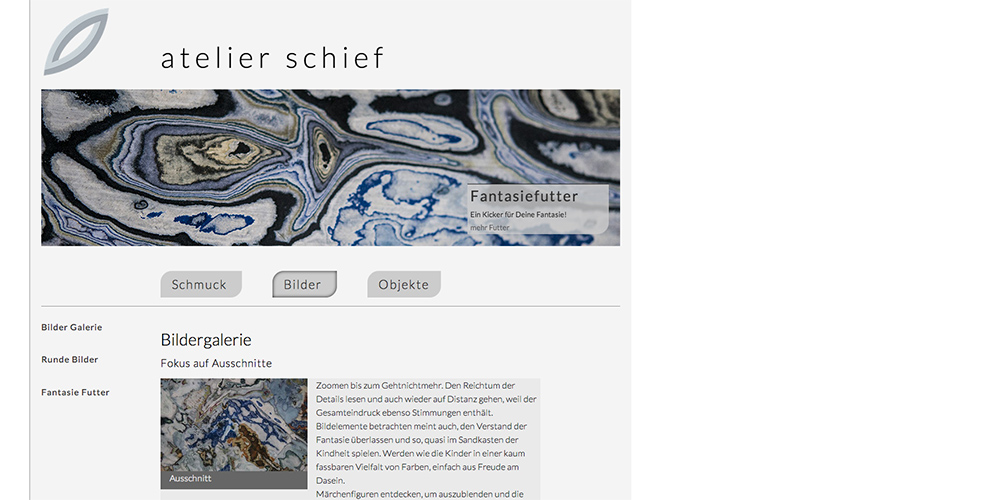 atelier schief
Fantasiefutter
Ein Kicker für Deine Fantasie!
mehr Futter
Schmuck
Bilder
Objekte
Bilder Galerie
Runde Bilder
Fantasie Futter
Bildergalerie
Fokus auf Ausschnitte
Ausschnitt
Zoomen bis zum Gehtnichtmehr. Den Reichtum der
Details lesen und auch wieder auf Distanz gehen, weil der
Gesamteindruck ebenso Stimmungen enthält.
Bildelemente betrachten meint auch, den Verstand der
Fantasie überlassen und so, quasi im Sandkasten der
Kindheit spielen. Werden wie die Kinder in einer kaum
fassbaren Vielfalt von Farben, einfach aus Freude am
Dasein.
Märchenfiguren entdecken, um auszubienden und die